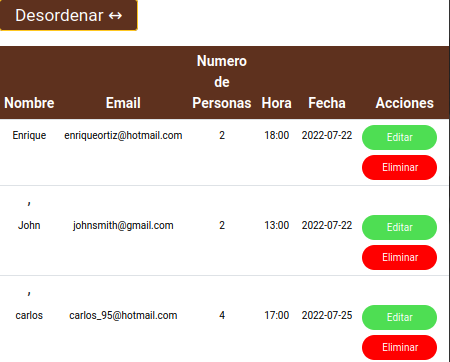 Desordenar ↔
Numero
de
Nombre Email Personas Hora Fecha Acciones
Enrique enriqueortiz@hotmail.com 2 18:00 2022-07-22 Editar
Eliminar
,
John johnsmith@gmail.com 2 13:00 2022-07-22 Editar
Eliminar
,
carlos carlos_95@hotmail.com 4 17:00 2022-07-25 Editar
Eliminar